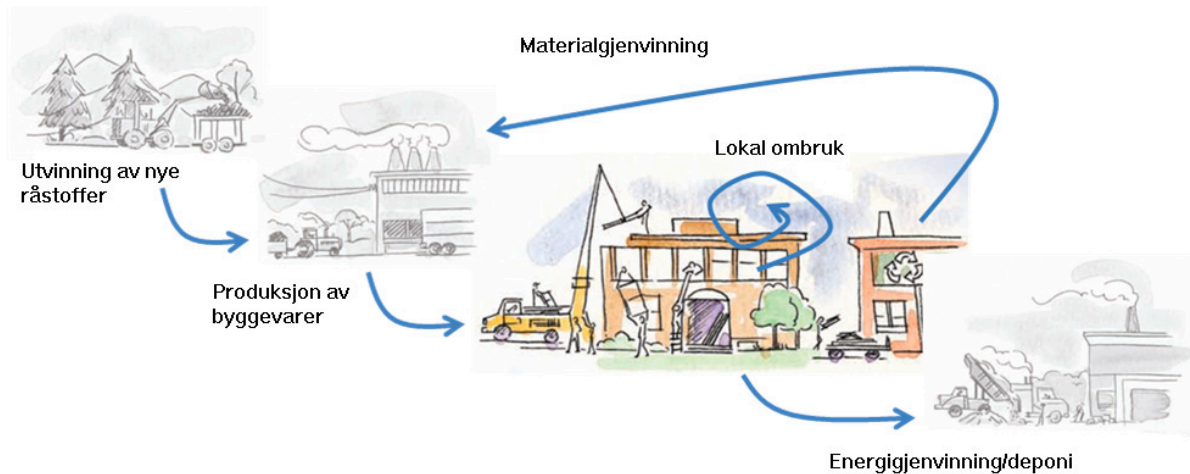 Materialgjenvinning
Lokal ombruk
Utvinning av nye
råstoffer
Produksjon av
byggevarer
Energigjenvinning/deponi